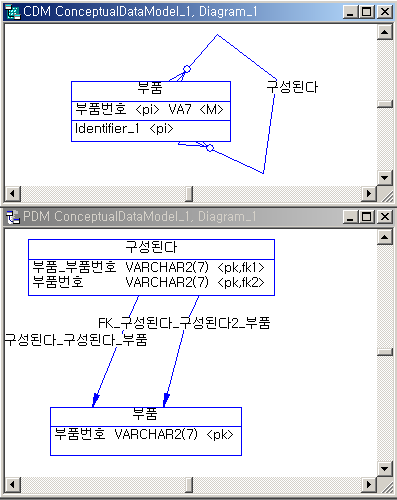 CDM ConceptualDataModel_1, Diagram_1
부품
부품번호 <pi> VA7 <M>
Identifier_1 <pi>
구성된다
PDM ConceptualDataModel_1, Diagram_1
구성된다
부품_부품번호 VARCHAR2(7) <pk,fk1>
부품번호 VARCHAR2(7) <pk,fk2>
FK_구성된다_구성된다2_부품
구성된다_구성된다_부품
부품
부품번호 VARCHAR2(7) <pk>